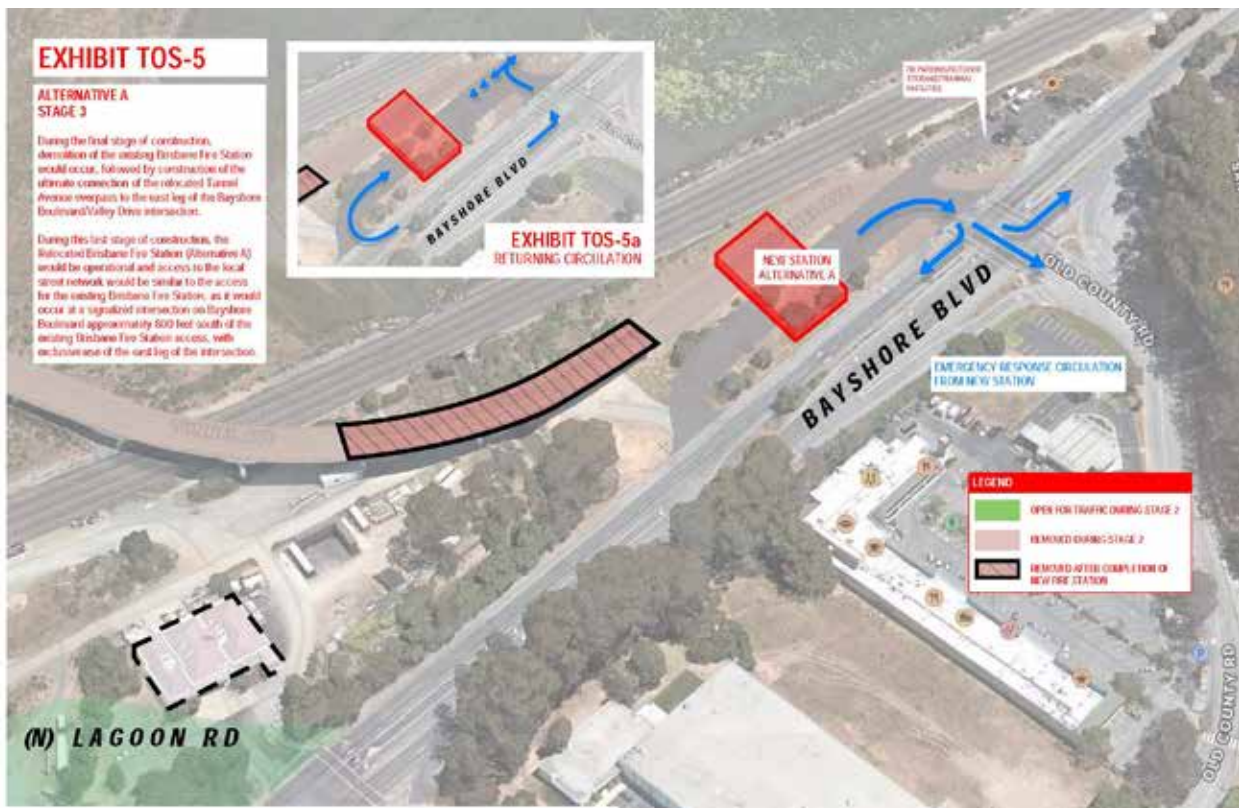 EXHIBIT TOS-5
ALTERNATIVE A
STAGE 3
During the final stage of construction,
demolition of the existing Brisbane Fire Station
would occur, followed by construction of the
ultimate connection of the relocated Tunnel
Avenue overpass to the east leg of the Bayshore
Boulevard/Valley Drive intersection.
During this last stage of construction, the
Relocated Brisbane Fire Station (Alternative A)
would be operational and access to the local
street network would be similar to the access
for the existing Brisbane Fire Station, as it would
occur at a signalized intersection on Bayshore
Boulevard approximately 800 feet south of the
existing Brisbane Fire Station access, with
exclusive use of the east leg of the intersection.
BAYSHORE BLVD
EXHIBIT TOS-5a
RETURNING CIRCULATION
NEW STATION
ALTERNATIVE A
OLD COUNTY RD
BAYSHORE BLVD
EMERGENCY RESPONSE CIRCULATION
FROM NEW STATION
LEGEND
OPEN FOR TRAFFIC DURING STAGE 2
REMOVED DURING STAGE 2
REMOVED AFTER COMPLETION OF
NEW FIRE STATION
(N) LAGOON RD
OLD COUNTY RD